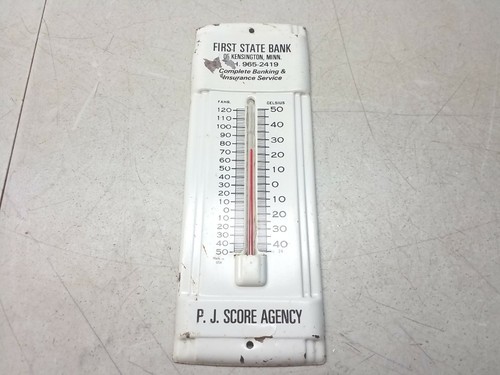 FIRST STATE BANK
OF KENSINGTON, MINN.
PH. 965-2419
Complete Banking &
Insurance Service
FAHR. CELSIUS
120 50
110
100 40
90
80 30
70 20
60
50 10
40
30 0
20
10 10
0
10 20
20
30 30
40 40
50
P. J. SCORE AGENCY